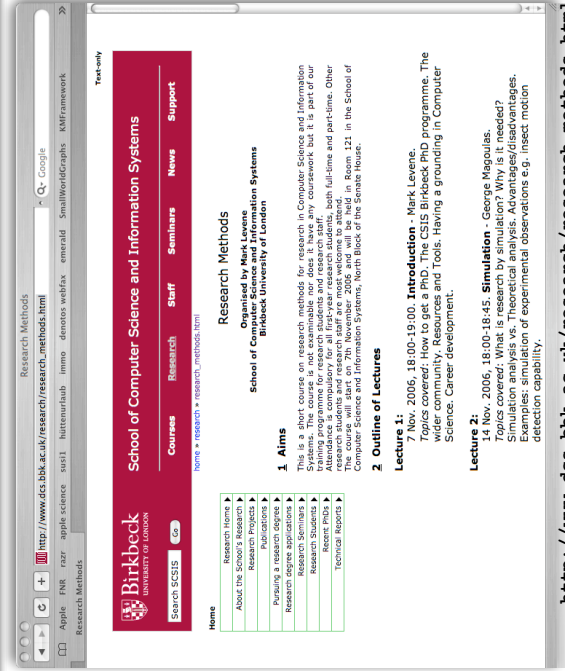 Research Methods
http://www.dcs.bbk.ac.uk/research/research_methods.html
Google
Apple FNR razr apple science susi1 hüttenurlaub immo denotos webfax emerald SmallWorldGraphs KMFramework
Research Methods
Text-only
Birkbeck
UNIVERSITY OF LONDON
School of Computer Science and Information Systems
Search SCSIS Go
Courses Research Staff Seminars News Support
home » research » research_methods.html
Home
Research Home
About the School's Research
Research Projects
Publications
Pursuing a research degree
Research degree applications
Research Seminars
Research Students
Recent PhDs
Technical Reports
Research Methods
Organised by Mark Levene
School of Computer Science and Information Systems
Birkbeck University of London
1 Aims
This is a short course on research methods for research in Computer Science and Information
Systems. The course is not examinable nor does it have any coursework but it is part of our
training programme for research students and research staff.
Attendance is compulsory for all first-year research students, both full-time and part-time. Other
research students and research staff are most welcome to attend.
The course will start on 7th November 2006 and will be held in Room 121 in the School of
Computer Science and Information Systems, North Block of the Senate House.
2 Outline of Lectures
Lecture 1:
7 Nov. 2006, 18:00-19:00. Introduction - Mark Levene.
Topics covered: How to get a PhD. The CSIS Birkbeck PhD programme. The
wider community. Resources and Tools. Having a grounding in Computer
Science. Career development.
Lecture 2:
14 Nov. 2006, 18:00-18:45. Simulation - George Magoulas.
Topics covered: What is research by simulation? Why is it needed?
Simulation analysis vs. Theoretical analysis. Advantages/disadvantages.
Examples: simulation of experimental observations e.g. insect motion
detection capability.